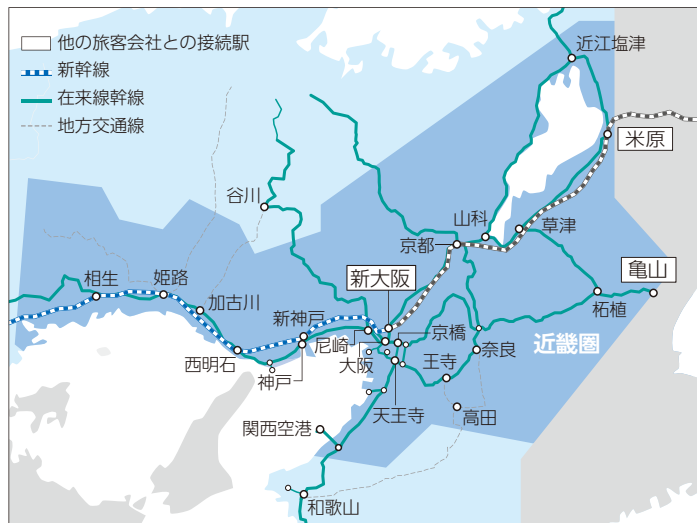 他の旅客会社との接続駅
新幹線
在来線幹線
地方交通線
近江塩津
米原
谷川
山科
草津
京都
新大阪
亀山
相生
姫路
加古川
新神戸
尼崎
京橋
柘植
近畿圏
西明石
神戸
大阪
王寺
奈良
天王寺
高田
関西空港
和歌山